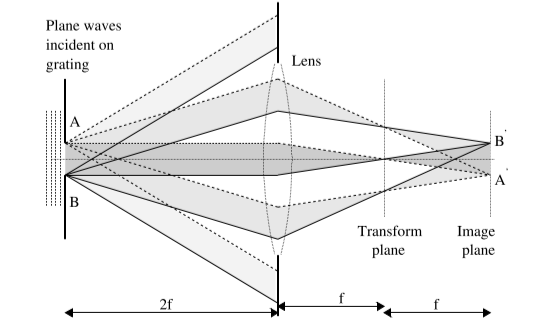 Plane waves
incident on
grating
Lens
A
B
B'
A'
Transform
plane
Image
plane
2f
f
f